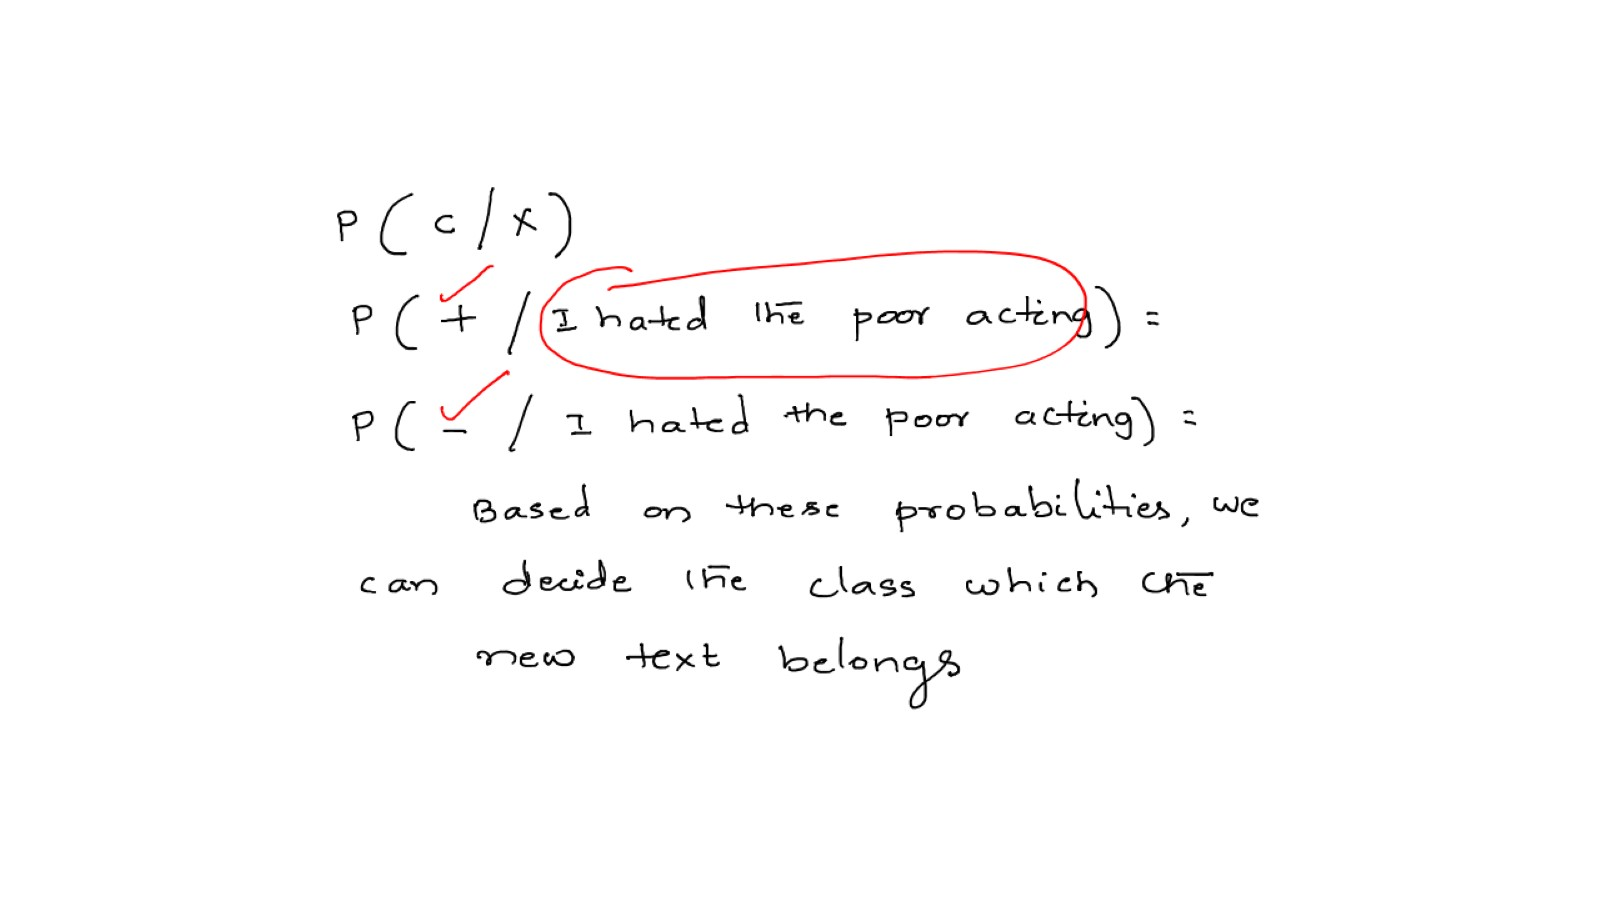 P(c/x)
P(+/I hated the poor acting) =
P(-/I hated the poor acting) =
Based on these probabilities, we
can decide the class which the
new text belongs